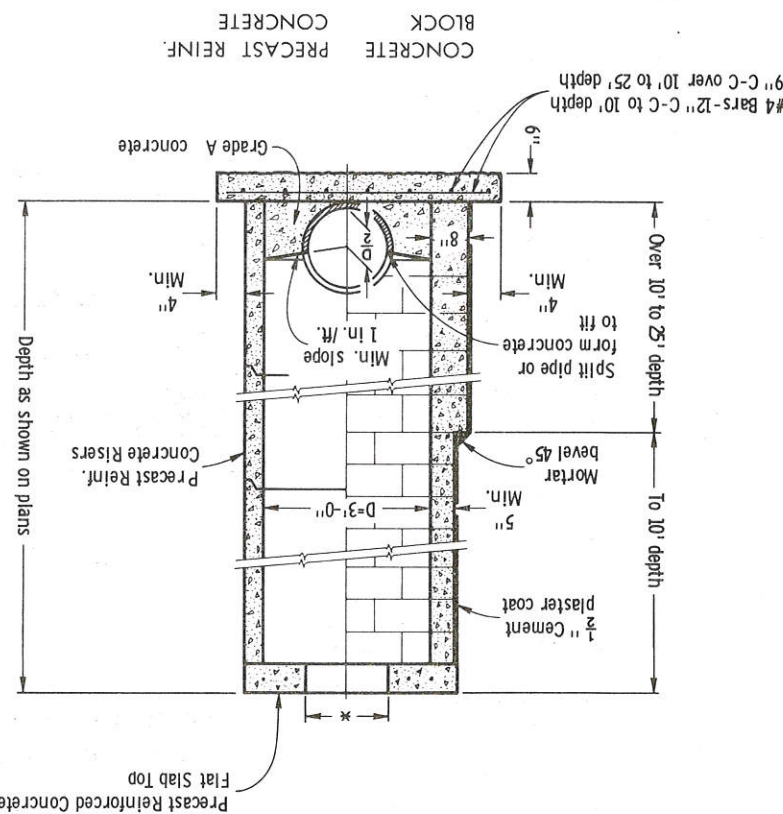 Precast Reinforced Concrete
Flat Slab Top
*
1/2" Cement
plaster coat
To 10' depth
5"
Min.
D=3'-0"
Mortar
bevel 45°
Precast Reinf.
Concrete Risers
Depth as shown on plans
Over 10' to 25' depth
Split pipe or
form concrete
to fit
Min. slope
1 in./ft.
4"
Min.
4"
Min.
8"
D/2
6"
Grade A concrete
#4 Bars-12" C-C to 10' depth
9" C-C over 10' to 25' depth
CONCRETE
BLOCK
PRECAST REINF.
CONCRETE